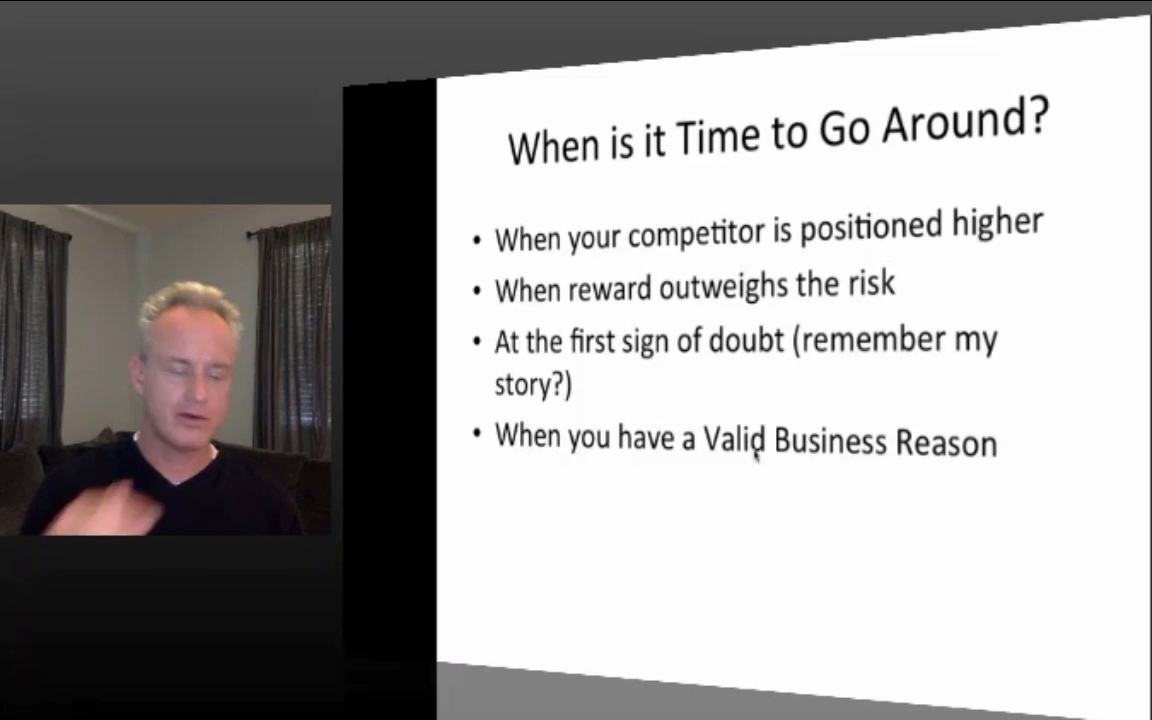 When is it Time to Go Around?
• When your competitor is positioned higher
• When reward outweighs the risk
• At the first sign of doubt (remember my
story?)
• When you have a Valid Business Reason